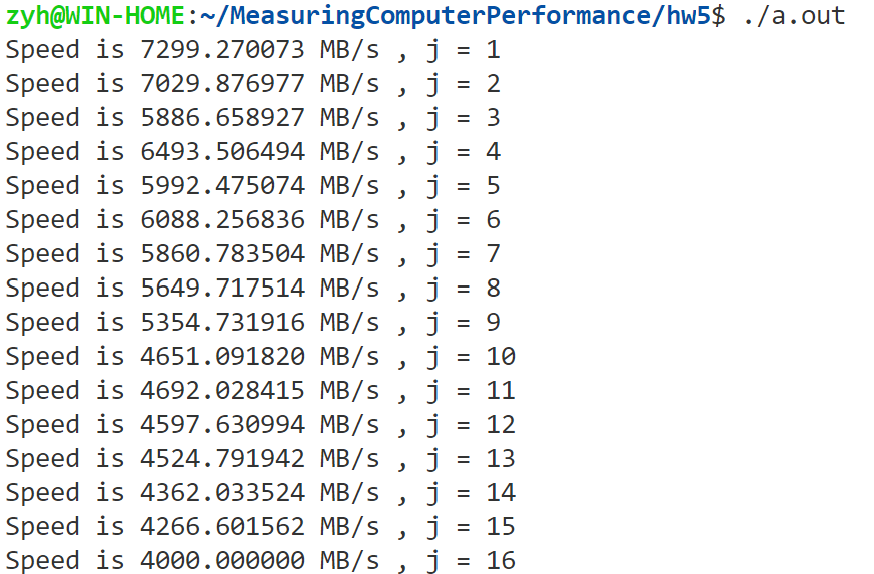 zyh@WIN-HOME:~/MeasuringComputerPerformance/hw5$ ./a.out
Speed is 7299.270073 MB/s , j = 1
Speed is 7029.876977 MB/s , j = 2
Speed is 5886.658927 MB/s , j = 3
Speed is 6493.506494 MB/s , j = 4
Speed is 5992.475074 MB/s , j = 5
Speed is 6088.256836 MB/s , j = 6
Speed is 5860.783504 MB/s , j = 7
Speed is 5649.717514 MB/s , j = 8
Speed is 5354.731916 MB/s , j = 9
Speed is 4651.091820 MB/s , j = 10
Speed is 4692.028415 MB/s , j = 11
Speed is 4597.630994 MB/s , j = 12
Speed is 4524.791942 MB/s , j = 13
Speed is 4362.033524 MB/s , j = 14
Speed is 4266.601562 MB/s , j = 15
Speed is 4000.000000 MB/s , j = 16